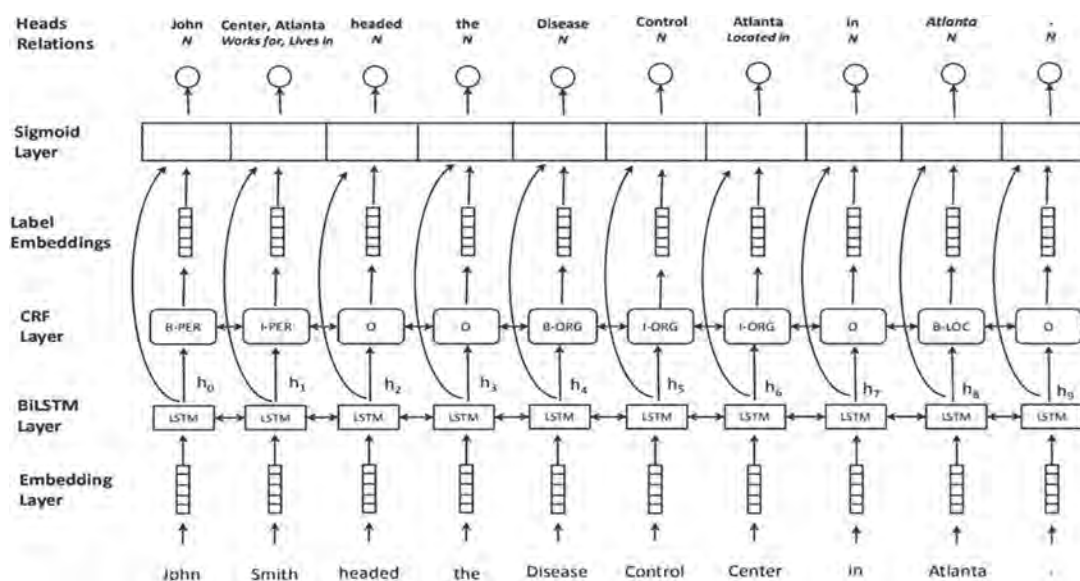 Heads John Center, Atlanta headed the Disease Control Atlanta in Atlanta .
Relations N Works for, Lives in N N N N Located in N N N
Sigmoid
Layer
Label
Embeddings
CRF
Layer
B-PER I-PER O O B-ORG I-ORG I-ORG O B-LOC O
h0 h1 h2 h3 h4 h5 h6 h7 h8 h9
BiLSTM
Layer
LSTM LSTM LSTM LSTM LSTM LSTM LSTM LSTM LSTM LSTM
Embedding
Layer
John Smith headed the Disease Control Center in Atlanta .